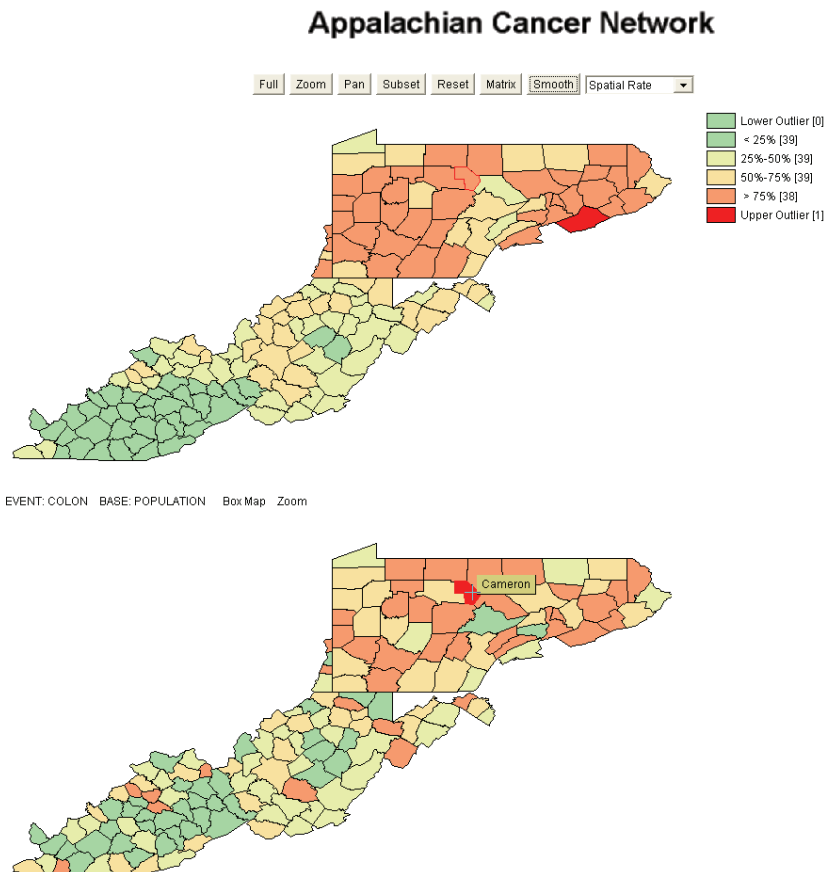 Appalachian Cancer Network
Full Zoom Pan Subset Reset Matrix Smooth Spatial Rate
Lower Outlier [0]
< 25% [39]
25%-50% [39]
50%-75% [39]
> 75% [38]
Upper Outlier [1]
EVENT: COLON BASE: POPULATION Box Map Zoom
Cameron